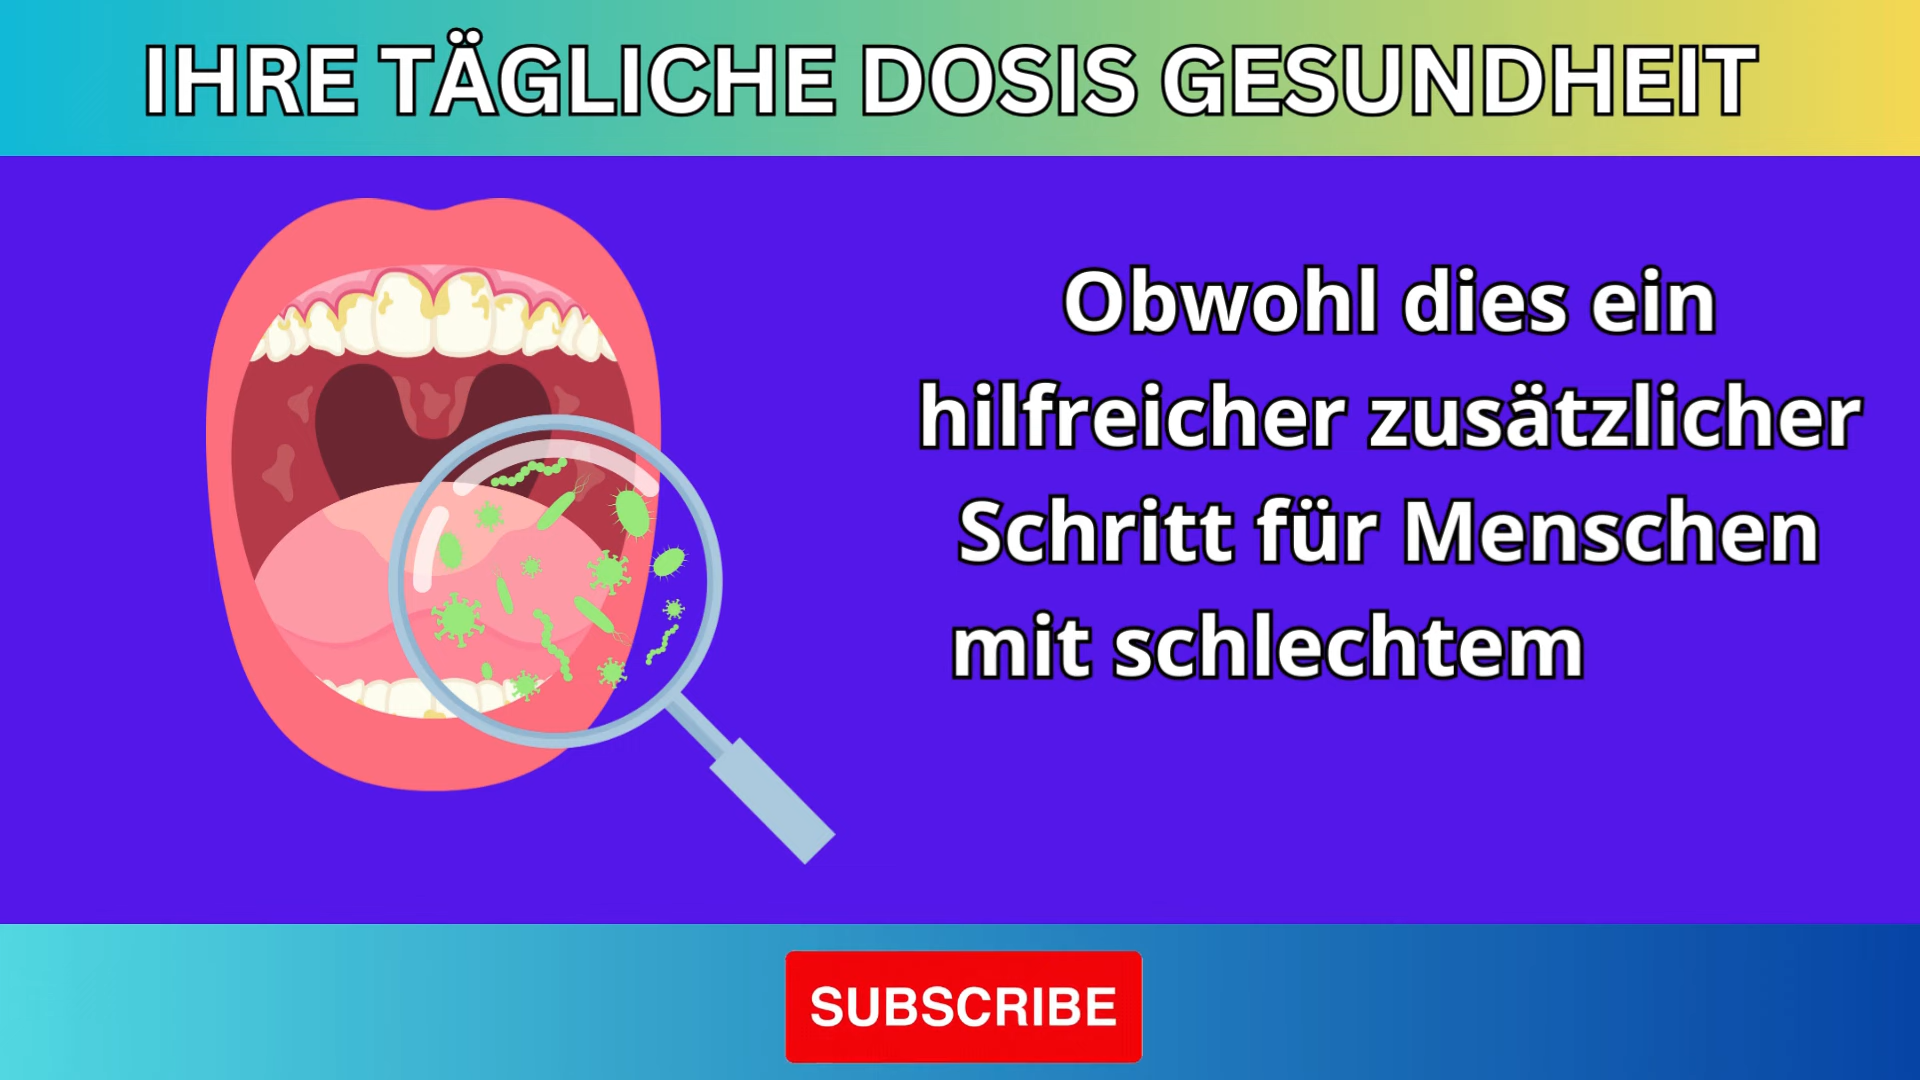 IHRE TÄGLICHE DOSIS GESUNDHEIT
Obwohl dies ein
hilfreicher zusätzlicher
Schritt für Menschen
mit schlechtem
SUBSCRIBE